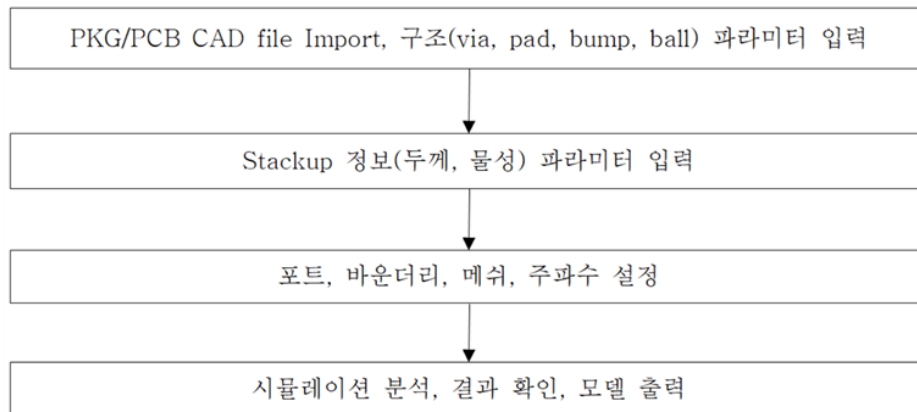 PKG/PCB CAD file Import, 구조(via, pad, bump, ball) 파라미터 입력
Stackup 정보(두께, 물성) 파라미터 입력
포트, 바운더리, 메쉬, 주파수 설정
시뮬레이션 분석, 결과 확인, 모델 출력